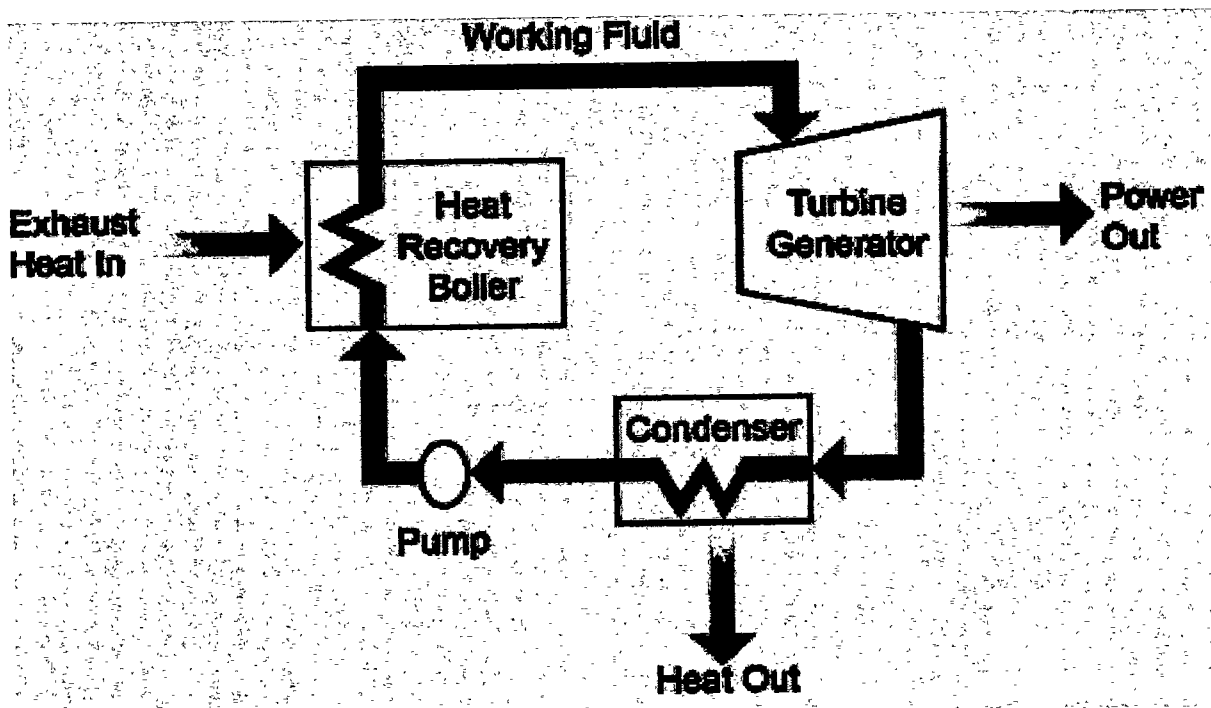 Working Fluid
Exhaust
Heat In
Heat
Recovery
Boiler
Turbine
Generator
Power
Out
Condenser
Pump
Heat Out